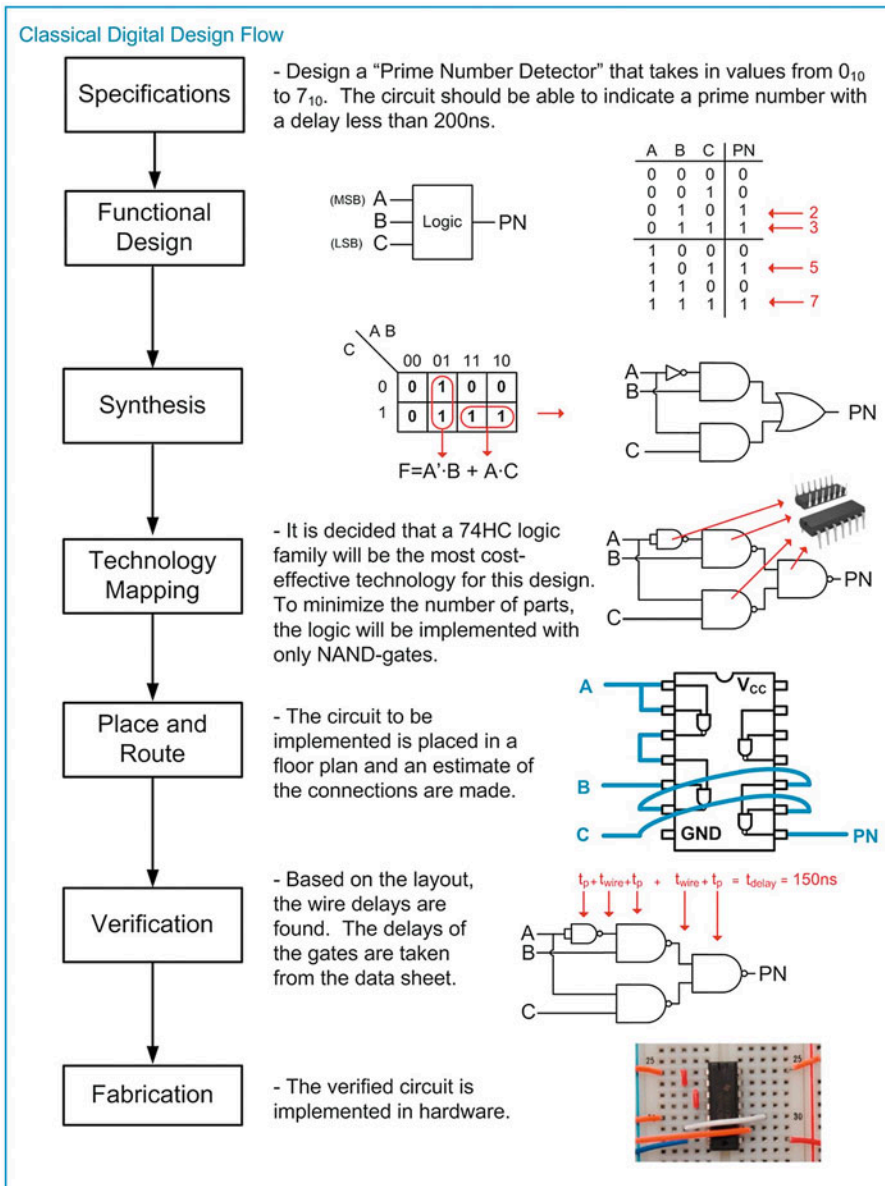 Classical Digital Design Flow
Specifications
- Design a “Prime Number Detector” that takes in values from 0₁₀
to 7₁₀. The circuit should be able to indicate a prime number with
a delay less than 200ns.
Functional
Design
(MSB) A
B
(LSB) C
Logic
PN
A B C PN
0 0 0 0
0 0 1 0
0 1 0 1 2
0 1 1 1 3
1 0 0 0
1 0 1 1 5
1 1 0 0
1 1 1 1 7
Synthesis
A B
C
00 01 11 10
0 0 1 0 0
1 0 1 1 1
F=A'·B + A·C
A
B
C
PN
Technology
Mapping
- It is decided that a 74HC logic
family will be the most cost-
effective technology for this design.
To minimize the number of parts,
the logic will be implemented with
only NAND-gates.
A
B
C
PN
Place and
Route
- The circuit to be
implemented is placed in a
floor plan and an estimate of
the connections are made.
A
V_CC
B
C
GND
PN
Verification
- Based on the layout,
the wire delays are
found. The delays of
the gates are taken
from the data sheet.
t_p + t_wire + t_p + t_wire + t_p = t_delay = 150ns
A
B
C
PN
Fabrication
- The verified circuit is
implemented in hardware.
25
25
30